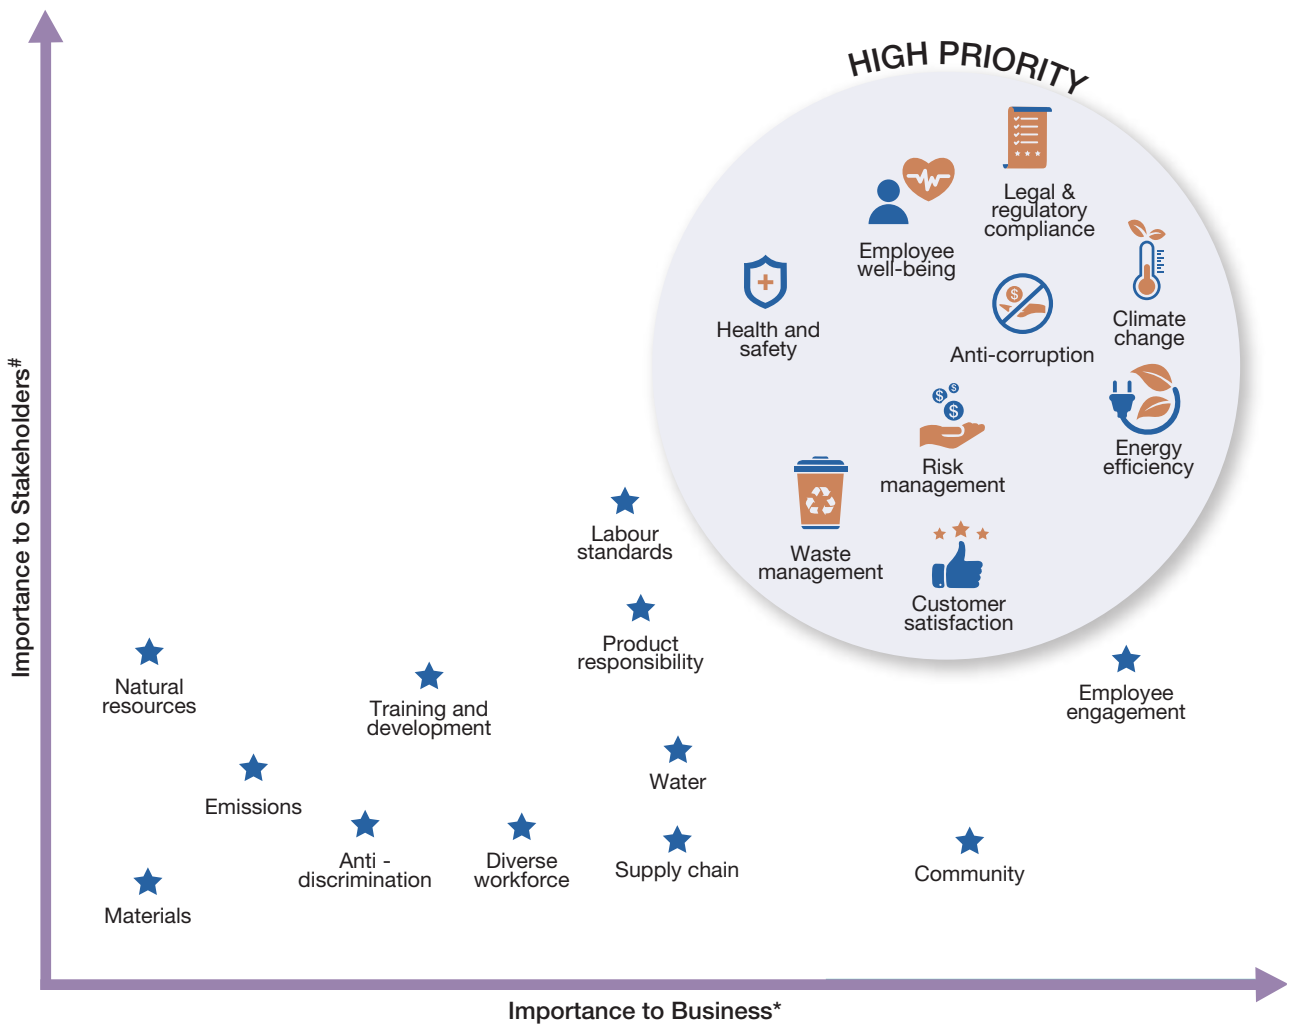 HIGH PRIORITY
Legal &
regulatory
compliance
Employee
well-being
Health and
safety
Climate
change
Anti-corruption
Energy
efficiency
Risk
management
Waste
management
Customer
satisfaction
Labour
standards
Product
responsibility
Natural
resources
Training and
development
Employee
engagement
Water
Emissions
Anti -
discrimination
Diverse
workforce
Supply chain
Community
Materials
Importance to Stakeholders#
Importance to Business*